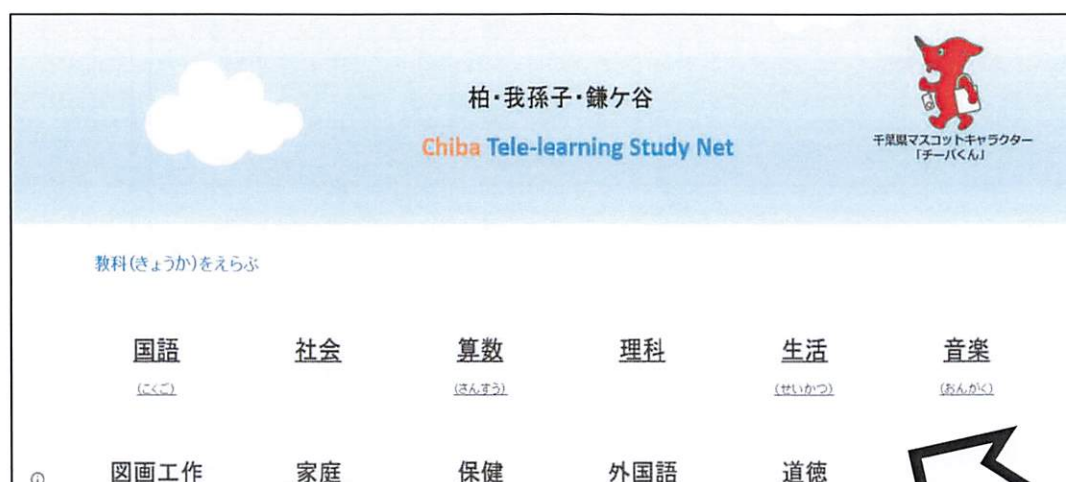 柏・我孫子・鎌ケ谷
Chiba Tele-learning Study Net
千葉県マスコットキャラクター
「チーバくん」
教科(きょうか)をえらぶ
国語 社会 算数 理科 生活 音楽
(こくご) (さんすう) (せいかつ) (おんがく)
図画工作 家庭 保健 外国語 道徳